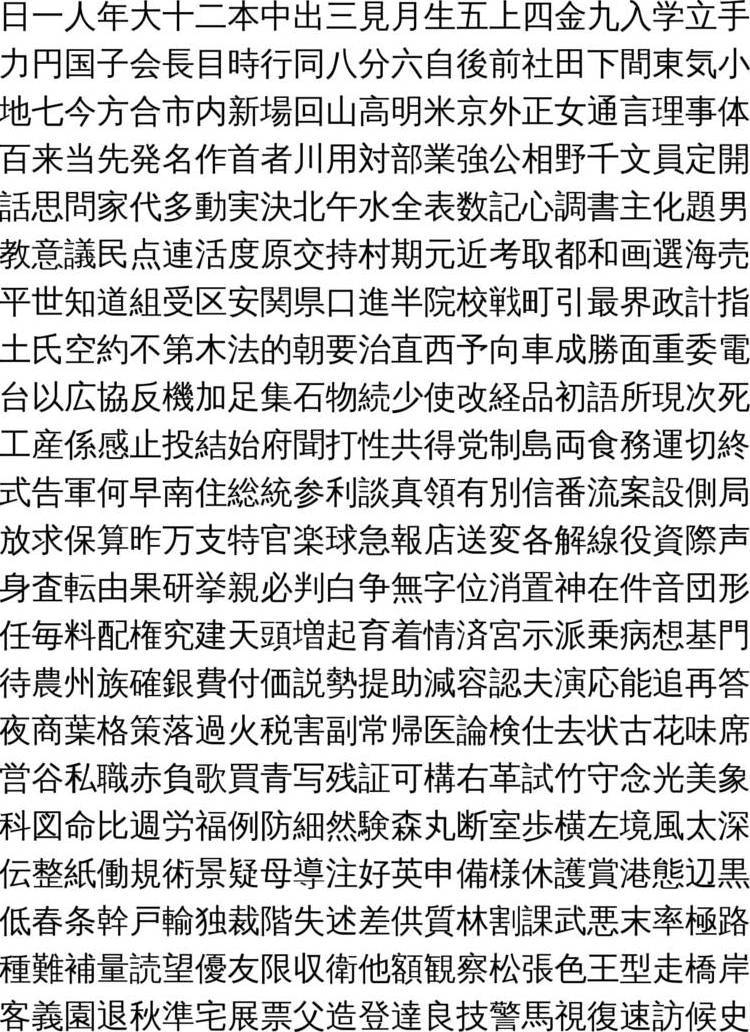 日一人年大十二本中出三見月生五上四金九入学立手
力円国子会長目時行同八分六自後前社田下間東気小
地七今方合市内新場回山高明米京外正女通言理事体
百来当先発名作首者川用対部業強公相野千文員定開
話思問家代多動実決北午水全表数記心調書主化題男
教意議民点連活度原交持村期元近考取都和画選海売
平世知道組受区安関県口進半院校戦町引最界政計指
土氏空約不第木法的朝要治直西予向車成勝面重委電
台以広協反機加足集石物続少使改経品初語所現次死
工産係感止投結始府聞打性共得党制島両食務運切終
式告軍何早南住総統参利談真領有別信番流案設側局
放求保算昨万支特官楽球急報店送変各解線役資際声
身査転由果研挙親必判白争無字位消置神在件音団形
任毎料配権究建天頭増起育着情済宮示派乗病想基門
待農州族確銀費付価説勢提助減容認夫演応能追再答
夜商葉格策落過火税害副常帰医論検仕去状古花味席
営谷私職赤負歌買青写残証可構右革試竹守念光美象
科図命比週労福例防細然験森丸断室歩横左境風太深
伝整紙働規術景疑母導注好英申備様休護賞港態辺黒
低春条幹戸輸独裁階失述差供質林割課武悪末率極路
種難補量読望優友限収衛他額観察松張色王型走橋岸
客義園退秋準宅展票父造登達良技警馬視復速訪候史